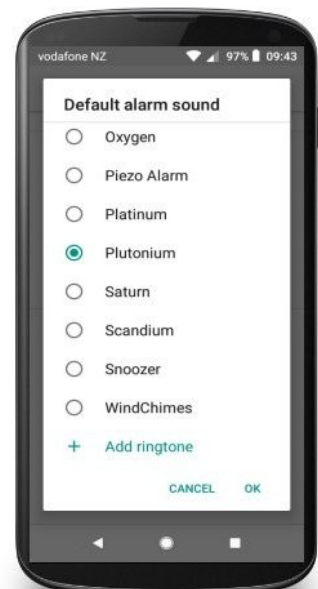 vodafone NZ 97% 09:43
Default alarm sound
Oxygen
Piezo Alarm
Platinum
Plutonium
Saturn
Scandium
Snoozer
WindChimes
+ Add ringtone
CANCEL OK